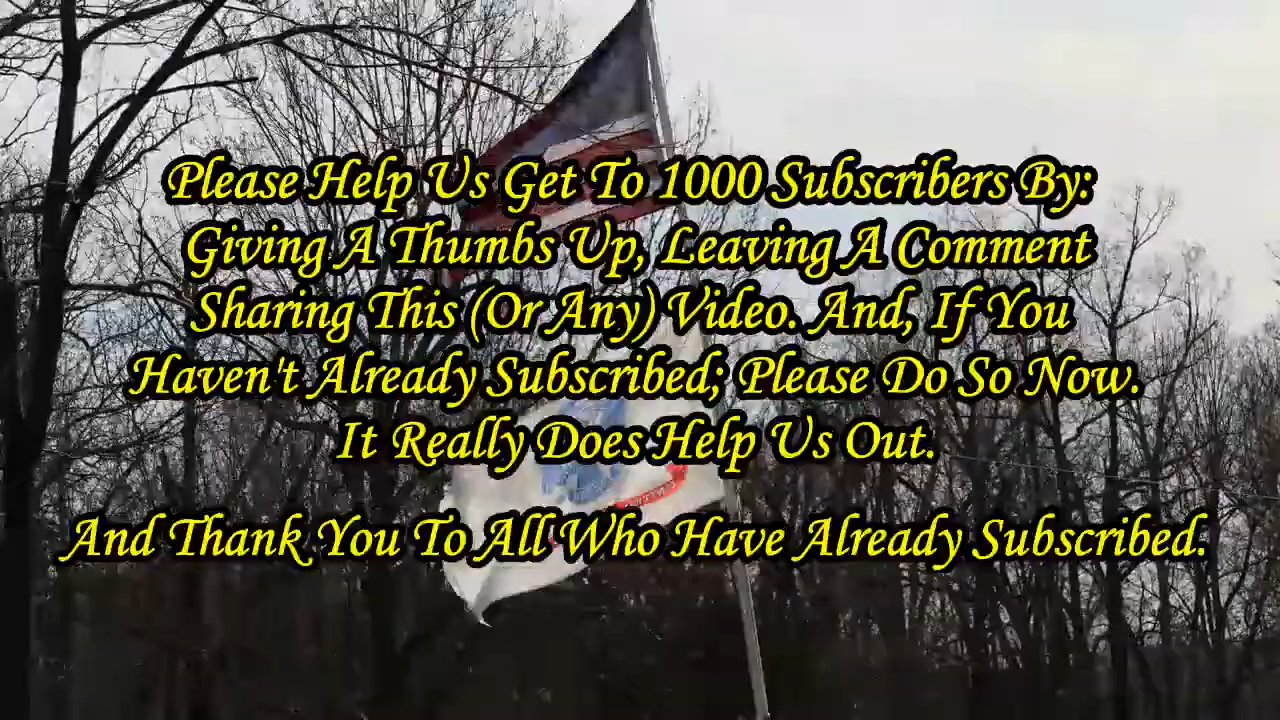 Please Help Us Get To 1000 Subscribers By:
Giving A Thumbs Up, Leaving A Comment
Sharing This (Or Any) Video. And, If You
Haven't Already Subscribed; Please Do So Now.
It Really Does Help Us Out.
And Thank You To All Who Have Already Subscribed.